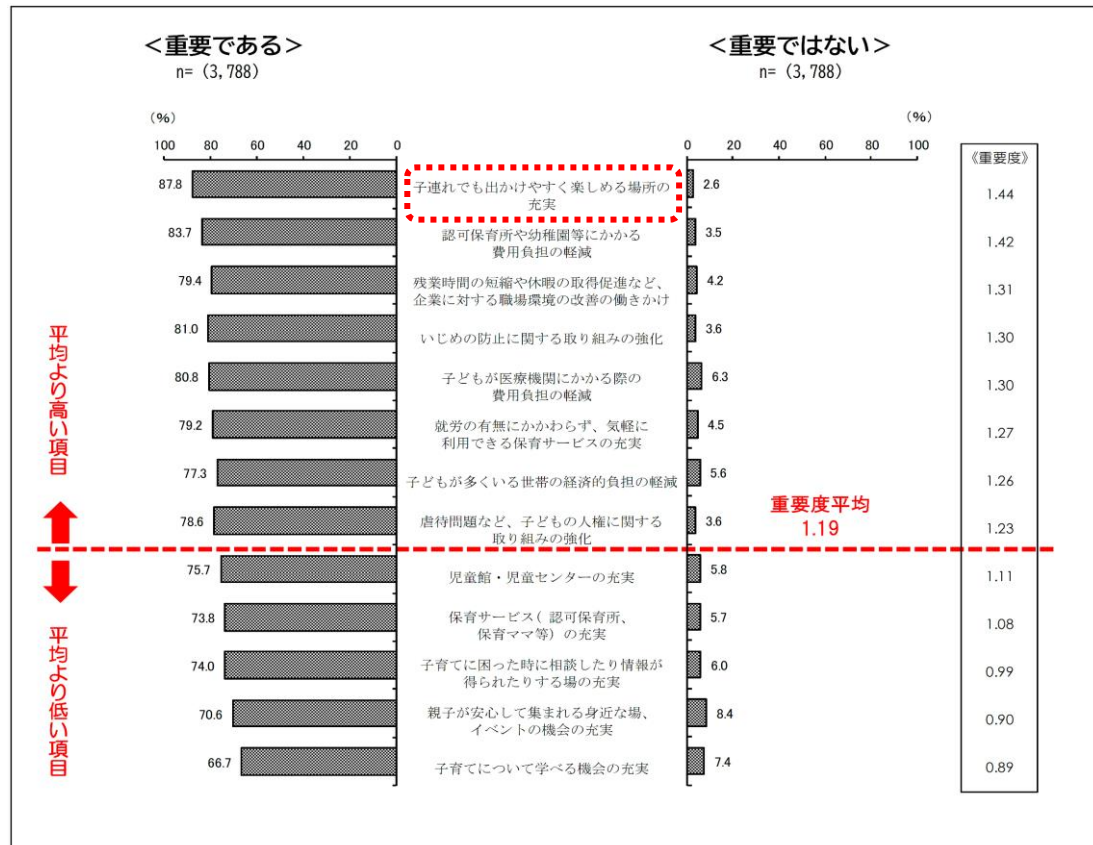 ＜重要である＞
n= (3,788)
＜重要ではない＞
n= (3,788)
(%)
100 80 60 40 20 0
(%)
0 20 40 60 80 100
《重要度》
87.8
子連れでも出かけやすく楽しめる場所の
充実
2.6
1.44
83.7
認可保育所や幼稚園等にかかる
費用負担の軽減
3.5
1.42
79.4
残業時間の短縮や休暇の取得促進など、
企業に対する職場環境の改善の働きかけ
4.2
1.31
81.0
いじめの防止に関する取り組みの強化
3.6
1.30
80.8
子どもが医療機関にかかる際の
費用負担の軽減
6.3
1.30
79.2
就労の有無にかかわらず、気軽に
利用できる保育サービスの充実
4.5
1.27
77.3
子どもが多くいる世帯の経済的負担の軽減
5.6
1.26
78.6
虐待問題など、子どもの人権に関する
取り組みの強化
3.6
1.23
平均より高い項目
重要度平均
1.19
75.7
児童館・児童センターの充実
5.8
1.11
73.8
保育サービス( 認可保育所、
保育ママ等) の充実
5.7
1.08
74.0
子育てに困った時に相談したり情報が
得られたりする場の充実
6.0
0.99
70.6
親子が安心して集まれる身近な場、
イベントの機会の充実
8.4
0.90
66.7
子育てについて学べる機会の充実
7.4
0.89
平均より低い項目